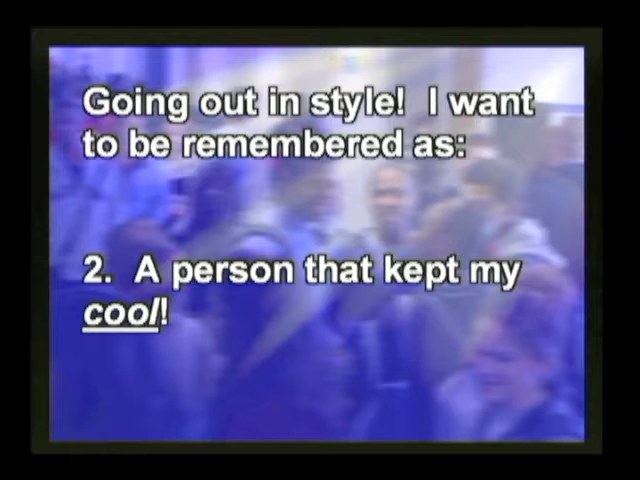 Going out in style! I want
to be remembered as:
2. A person that kept my
cool!